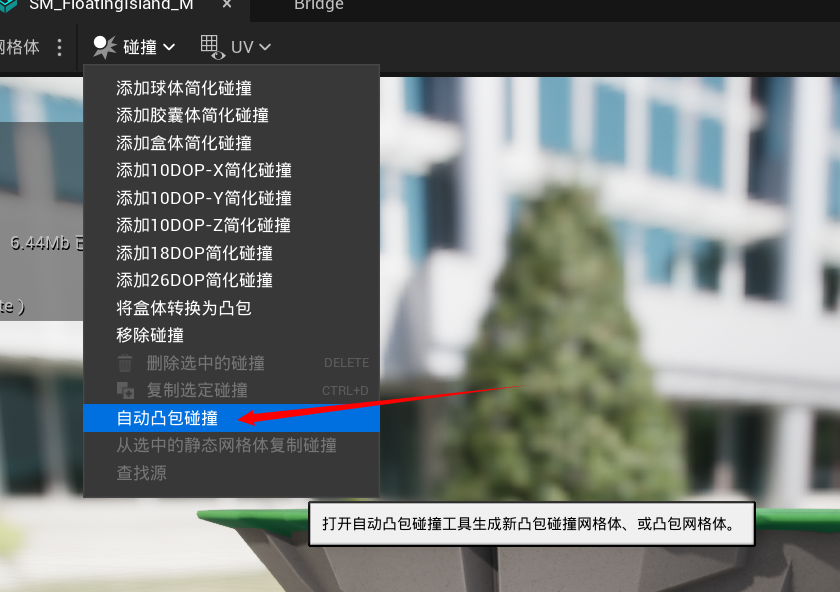 SM_FloatingIsland_M
Bridge
网格体
碰撞
UV
添加球体简化碰撞
添加胶囊体简化碰撞
添加盒体简化碰撞
添加10DOP-X简化碰撞
添加10DOP-Y简化碰撞
添加10DOP-Z简化碰撞
添加18DOP简化碰撞
6.44Mb 已
添加26DOP简化碰撞
te )
将盒体转换为凸包
移除碰撞
删除选中的碰撞 DELETE
复制选定碰撞 CTRL+D
自动凸包碰撞
从选中的静态网格体复制碰撞
查找源
打开自动凸包碰撞工具生成新凸包碰撞网格体、或凸包网格体。